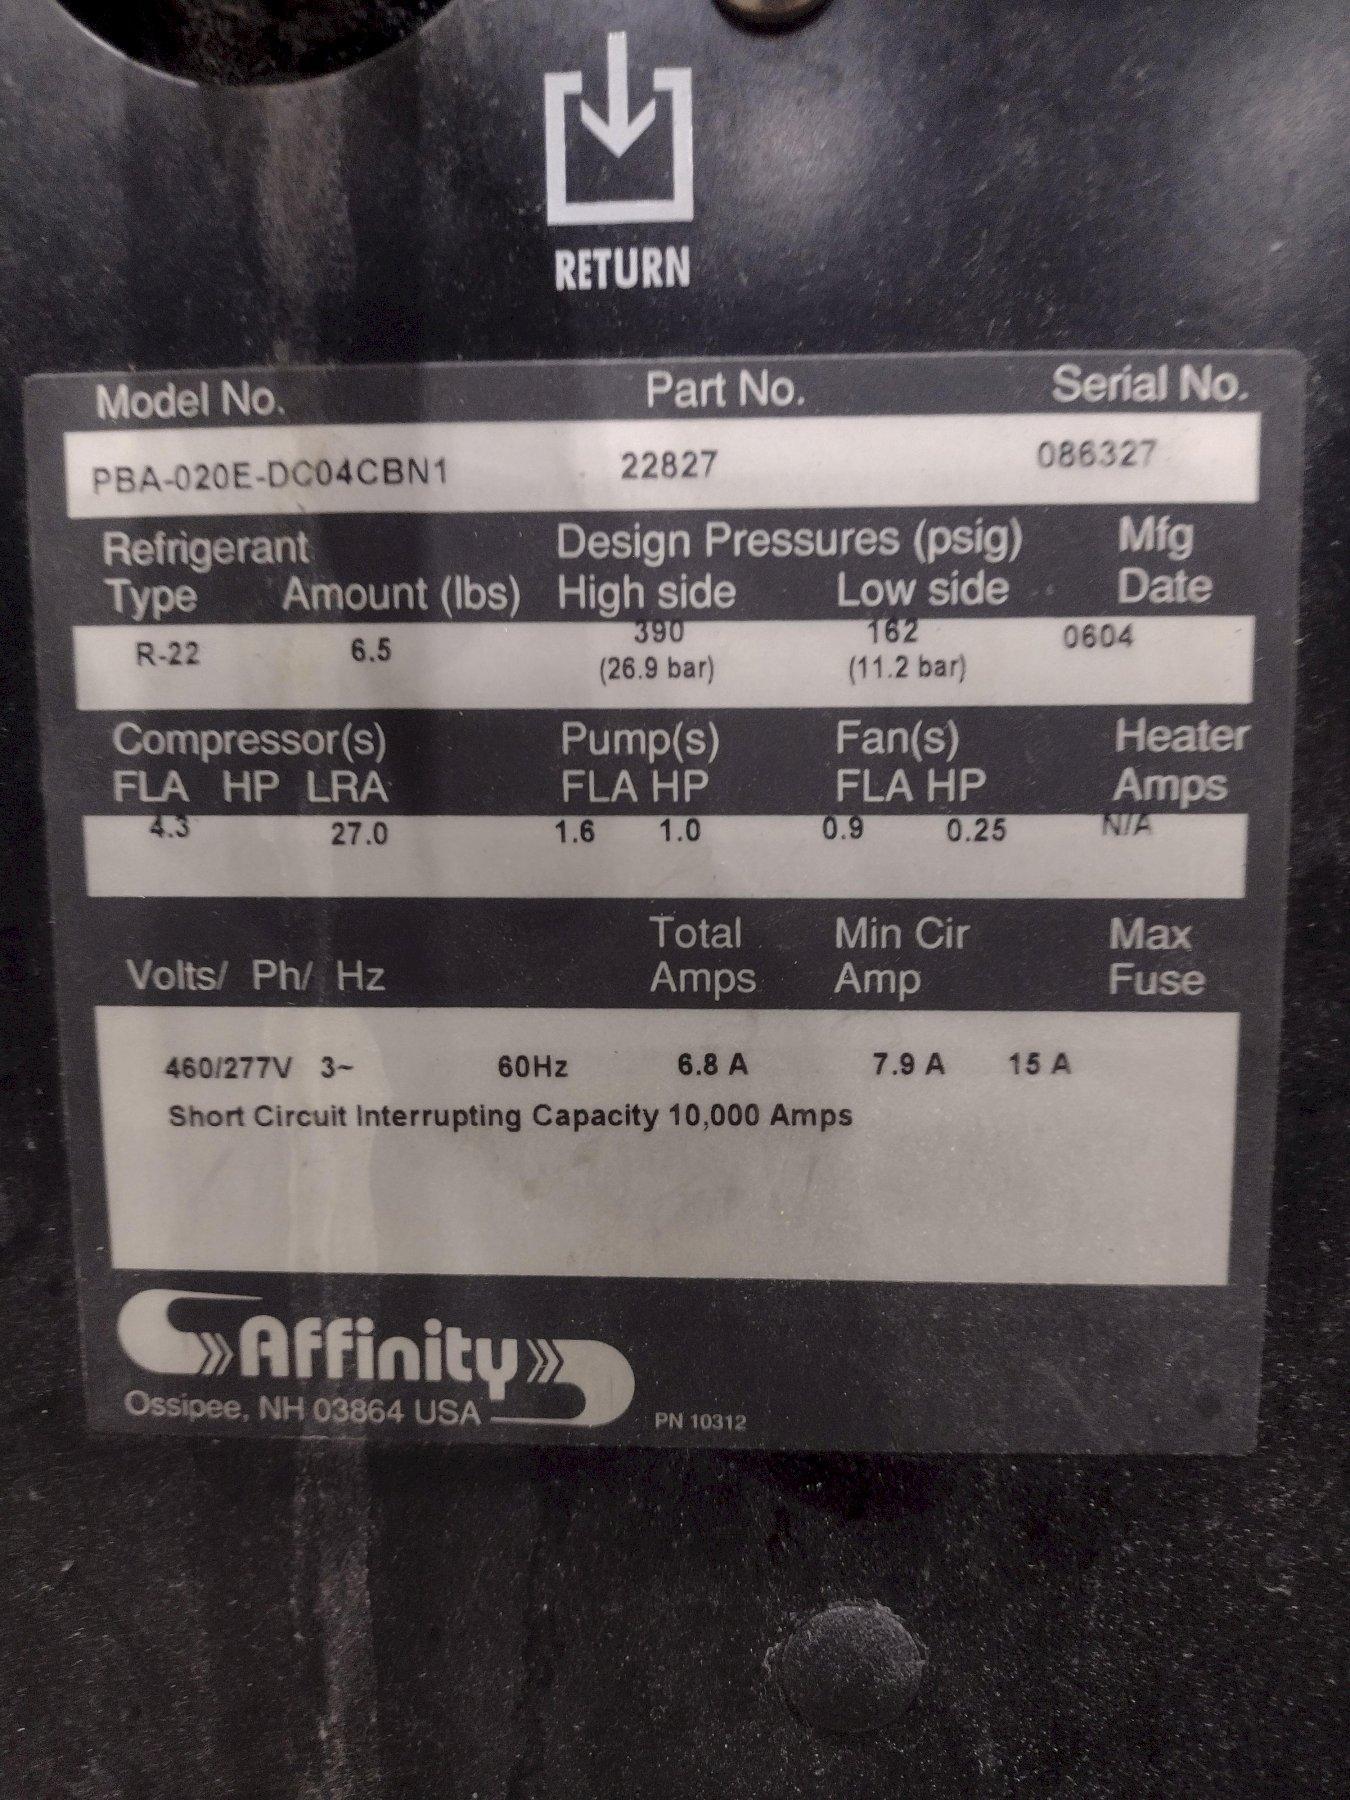 RETURN
Model No. Part No. Serial No.
PBA-020E-DC04CBN1 22827 086327
Refrigerant Design Pressures (psig) Mfg
Type Amount (lbs) High side Low side Date
R-22 6.5 390 162 0604
(26.9 bar) (11.2 bar)
Compressor(s) Pump(s) Fan(s) Heater
FLA HP LRA FLA HP FLA HP Amps
4.3 27.0 1.6 1.0 0.9 0.25 N/A
Total Min Cir Max
Volts/ Ph/ Hz Amps Amp Fuse
460/277V 3~ 60Hz 6.8 A 7.9 A 15 A
Short Circuit Interrupting Capacity 10,000 Amps
Affinity
Ossipee, NH 03864 USA PN 10312